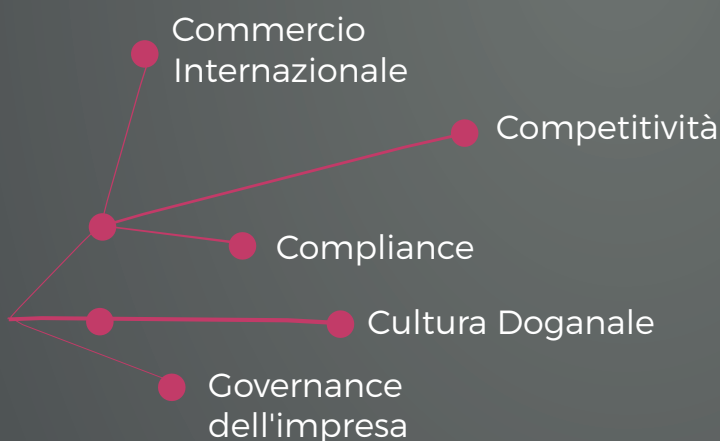 Commercio
Internazionale
Competitività
Compliance
Cultura Doganale
Governance
dell'impresa